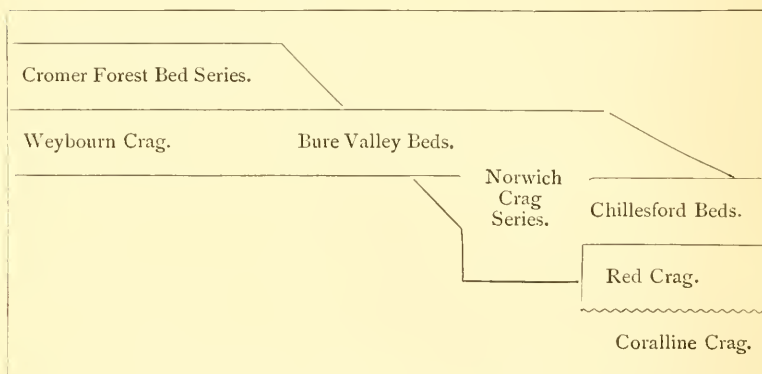 Cromer Forest Bed Series.
Weybourn Crag.
Bure Valley Beds.
Norwich
Crag
Series.
Chillesford Beds.
Red Crag.
Coralline Crag.